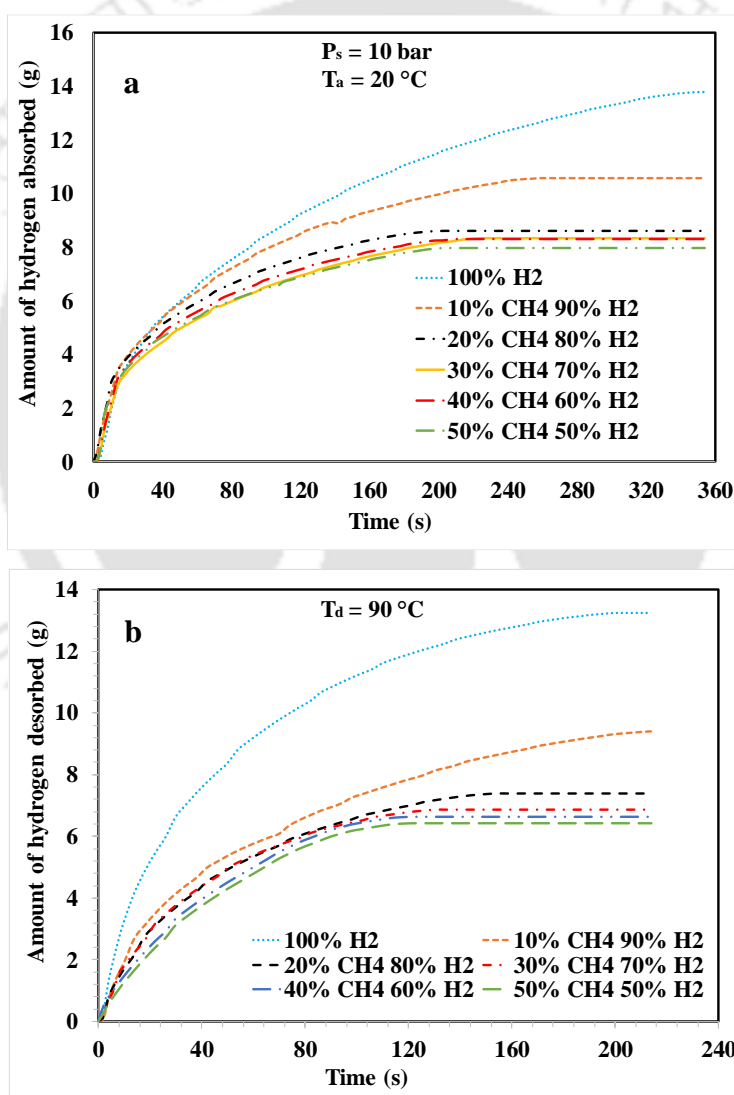 a
P_s = 10 bar
T_a = 20 °C
Amount of hydrogen absorbed (g)
16
14
12
10
8
6
4
2
0
100% H2
10% CH4 90% H2
20% CH4 80% H2
30% CH4 70% H2
40% CH4 60% H2
50% CH4 50% H2
0 40 80 120 160 200 240 280 320 360
Time (s)
b
T_d = 90 °C
Amount of hydrogen desorbed (g)
14
12
10
8
6
4
2
0
100% H2 10% CH4 90% H2
20% CH4 80% H2 30% CH4 70% H2
40% CH4 60% H2 50% CH4 50% H2
0 40 80 120 160 200 240
Time (s)